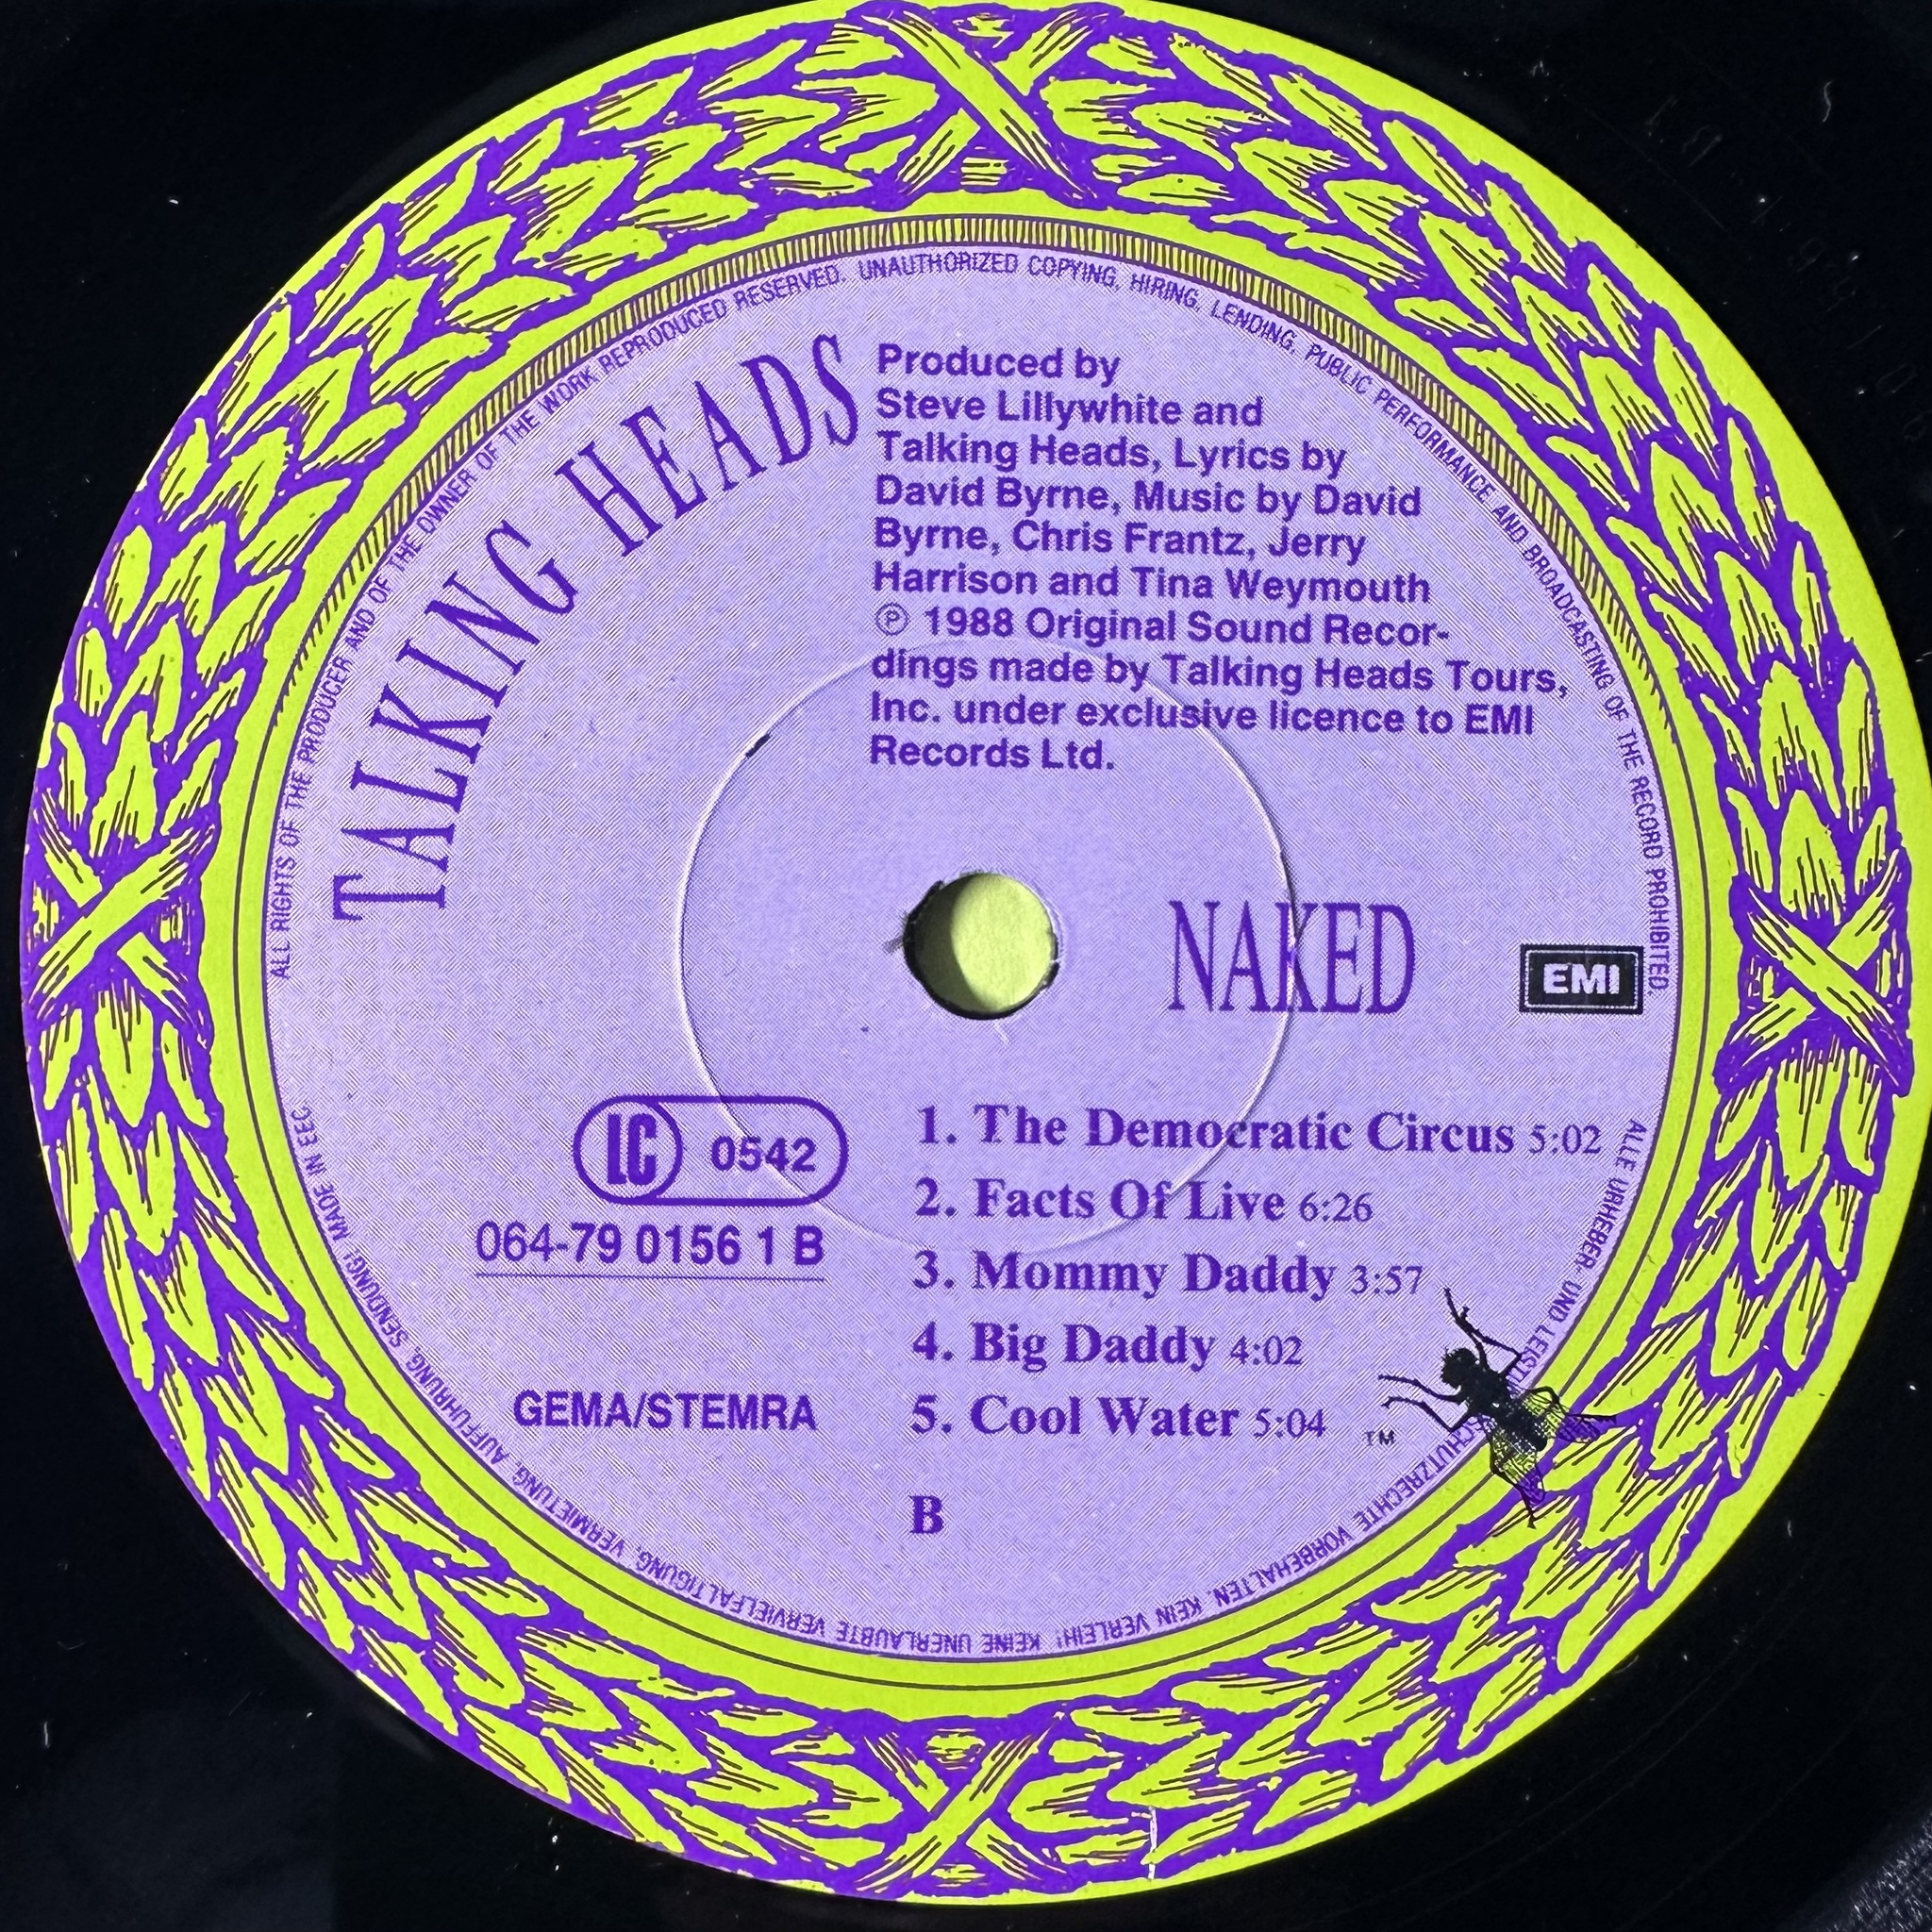 ALL RIGHTS OF THE PRODUCER AND OF THE OWNER OF THE WORK REPRODUCED RESERVED. UNAUTHORIZED COPYING, HIRING, LENDING, PUBLIC PERFORMANCE AND BROADCASTING OF THE RECORD PROHIBITED.
TALKING HEADS
Produced by
Steve Lillywhite and
Talking Heads, Lyrics by
David Byrne, Music by David
Byrne, Chris Frantz, Jerry
Harrison and Tina Weymouth
℗ 1988 Original Sound Recor-
dings made by Talking Heads Tours,
Inc. under exclusive licence to EMI
Records Ltd.
NAKED
EMI
LC 0542
064-79 0156 1 B
GEMA/STEMRA
1. The Democratic Circus 5:02
2. Facts Of Live 6:26
3. Mommy Daddy 3:57
4. Big Daddy 4:02
5. Cool Water 5:04
TM
B
ALLE URHEBER- UND VORBEHALTEN. KEIN VERLEIH! KEINE UNERLAUBTE VERVIELFÄLTIGUNG, VERMIETUNG, AUFFÜHRUNG, SENDUNG! MADE IN EEC.